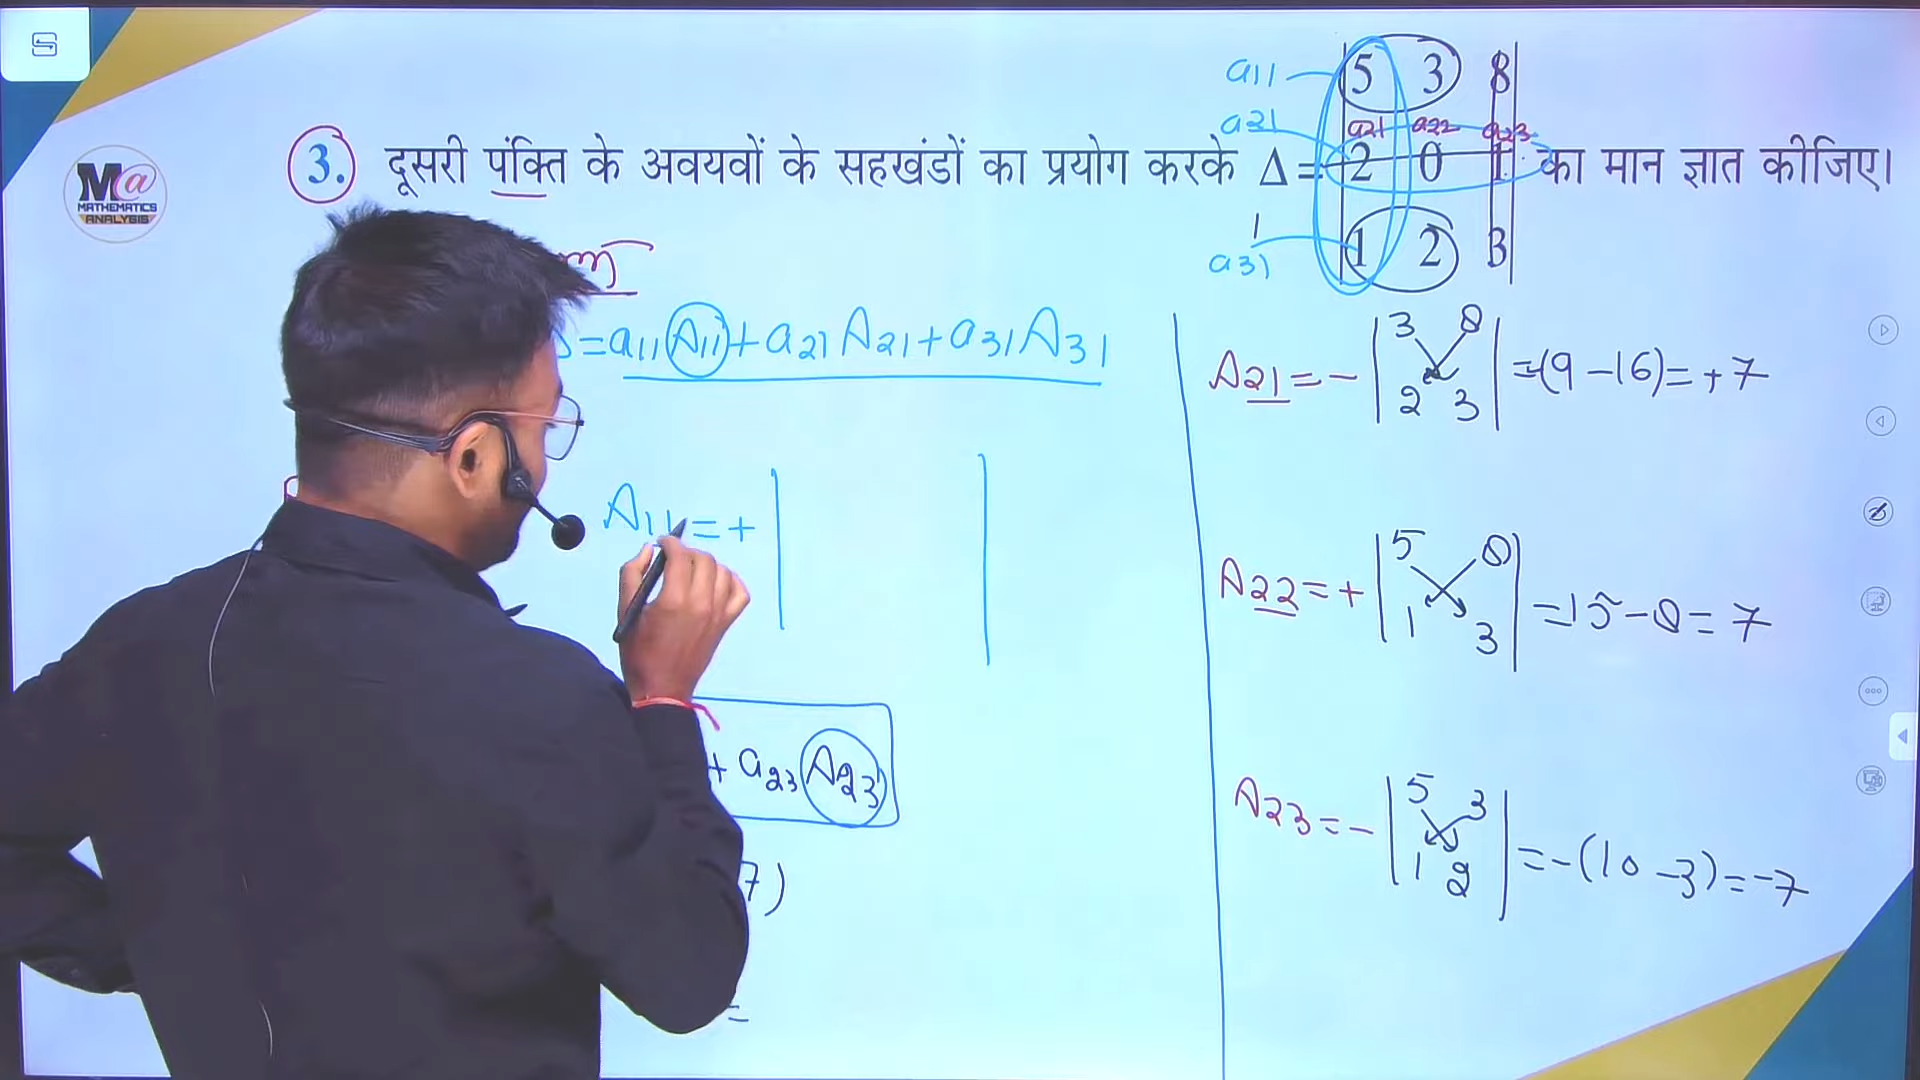 a11
5 3 8
a21
a21 a22 a23
3. दूसरी पंक्ति के अवयवों के सहखंडों का प्रयोग करके Δ = 2 0 1 का मान ज्ञात कीजिए।
M@
MATHEMATICS
ANALYSIS
a31
1 2 3
= a11 A11 + a21 A21 + a31 A31
A11 = +
+ a23 A23
7)
=
A21 = - | 3 8 | = -(9 - 16) = + 7
2 3
A22 = + | 5 8 | = 15 - 8 = 7
1 3
A23 = - | 5 3 | = -(10 - 3) = -7
1 2